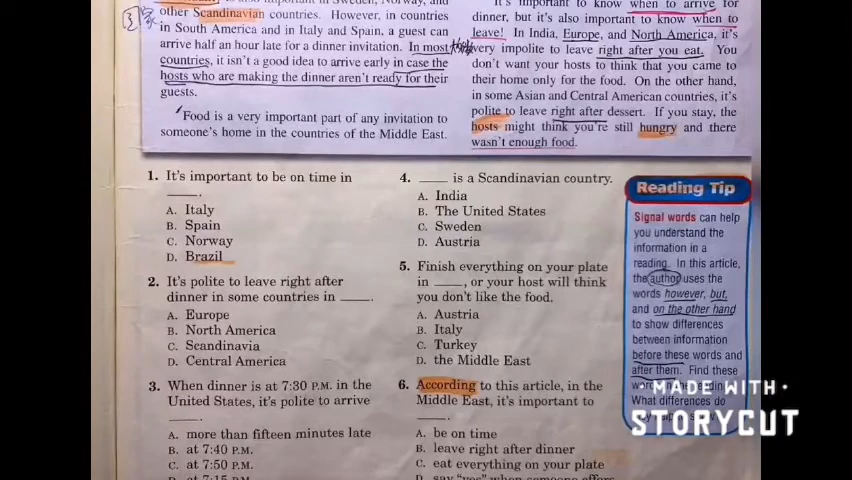 other Scandinavian countries. However, in countries
in South America and in Italy and Spain, a guest can
arrive half an hour late for a dinner invitation. In most
countries, it isn't a good idea to arrive early in case the
hosts who are making the dinner aren't ready for their
guests.
Food is a very important part of any invitation to
someone's home in the countries of the Middle East.
It's important to know when to arrive for
dinner, but it's also important to know when to
leave! In India, Europe, and North America, it's
very impolite to leave right after you eat. You
don't want your hosts to think that you came to
their home only for the food. On the other hand,
in some Asian and Central American countries, it's
polite to leave right after dessert. If you stay, the
hosts might think you're still hungry and there
wasn't enough food.
1. It's important to be on time in
____.
A. Italy
B. Spain
C. Norway
D. Brazil
2. It's polite to leave right after
dinner in some countries in ____.
A. Europe
B. North America
C. Scandinavia
D. Central America
3. When dinner is at 7:30 P.M. in the
United States, it's polite to arrive
____.
A. more than fifteen minutes late
B. at 7:40 P.M.
C. at 7:50 P.M.
D. at 7:15 P.M.
4. ____ is a Scandinavian country.
A. India
B. The United States
C. Sweden
D. Austria
5. Finish everything on your plate
in ____, or your host will think
you don't like the food.
A. Austria
B. Italy
C. Turkey
D. the Middle East
6. According to this article, in the
Middle East, it's important to
____.
A. be on time
B. leave right after dinner
C. eat everything on your plate
D. say "yes" when someone offers
Reading Tip
Signal words can help
you understand the
information in a
reading. In this article,
the author uses the
words however, but,
and on the other hand
to show differences
between information
before these words and
after them. Find these
What differences do
MADE WITH
STORYCUT